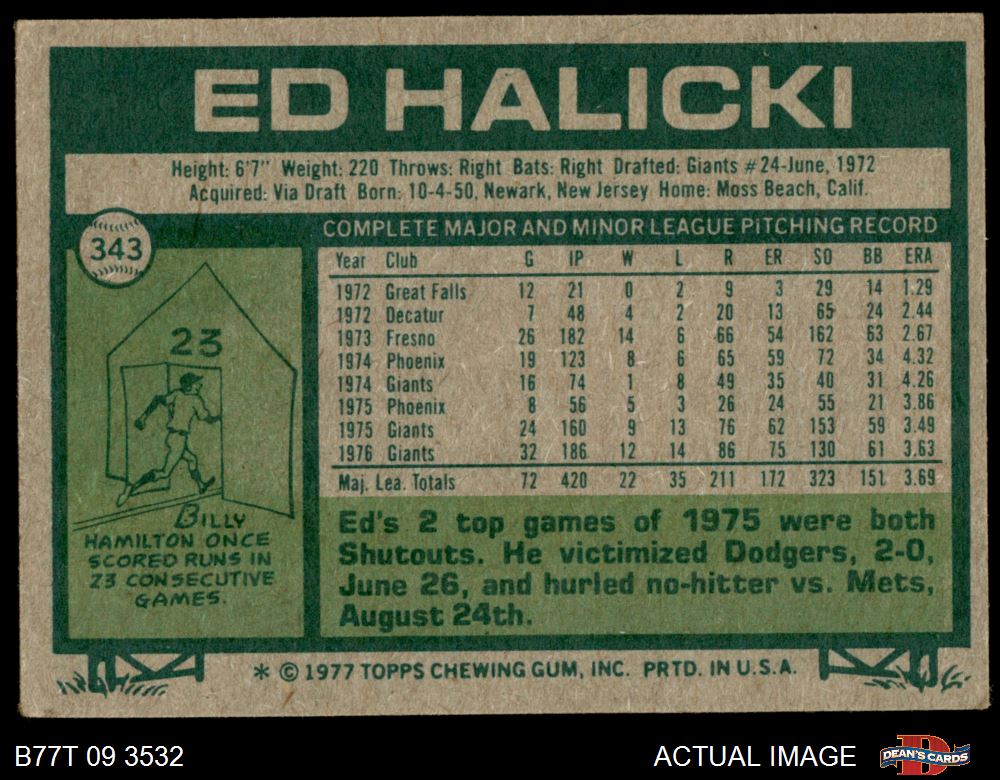 ED HALICKI
Height: 6'7" Weight: 220 Throws: Right Bats: Right Drafted: Giants #24-June, 1972
Acquired: Via Draft Born: 10-4-50, Newark, New Jersey Home: Moss Beach, Calif.
343
COMPLETE MAJOR AND MINOR LEAGUE PITCHING RECORD
Year Club G IP W L R ER SO BB ERA
1972 Great Falls 12 21 0 2 9 3 29 14 1.29
1972 Decatur 7 48 4 2 20 13 65 24 2.44
1973 Fresno 26 182 14 6 66 54 162 63 2.67
1974 Phoenix 19 123 8 6 65 59 72 34 4.32
1974 Giants 16 74 1 8 49 35 40 31 4.26
1975 Phoenix 8 56 5 3 26 24 55 21 3.86
1975 Giants 24 160 9 13 76 62 153 59 3.49
1976 Giants 32 186 12 14 86 75 130 61 3.63
Maj. Lea. Totals 72 420 22 35 211 172 323 151 3.69
23
BILLY
HAMILTON ONCE
SCORED RUNS IN
23 CONSECUTIVE
GAMES.
Ed's 2 top games of 1975 were both
Shutouts. He victimized Dodgers, 2-0,
June 26, and hurled no-hitter vs. Mets,
August 24th.
* © 1977 TOPPS CHEWING GUM, INC. PRTD. IN U.S.A.
B77T 09 3532
ACTUAL IMAGE
D
DEAN'S CARDS